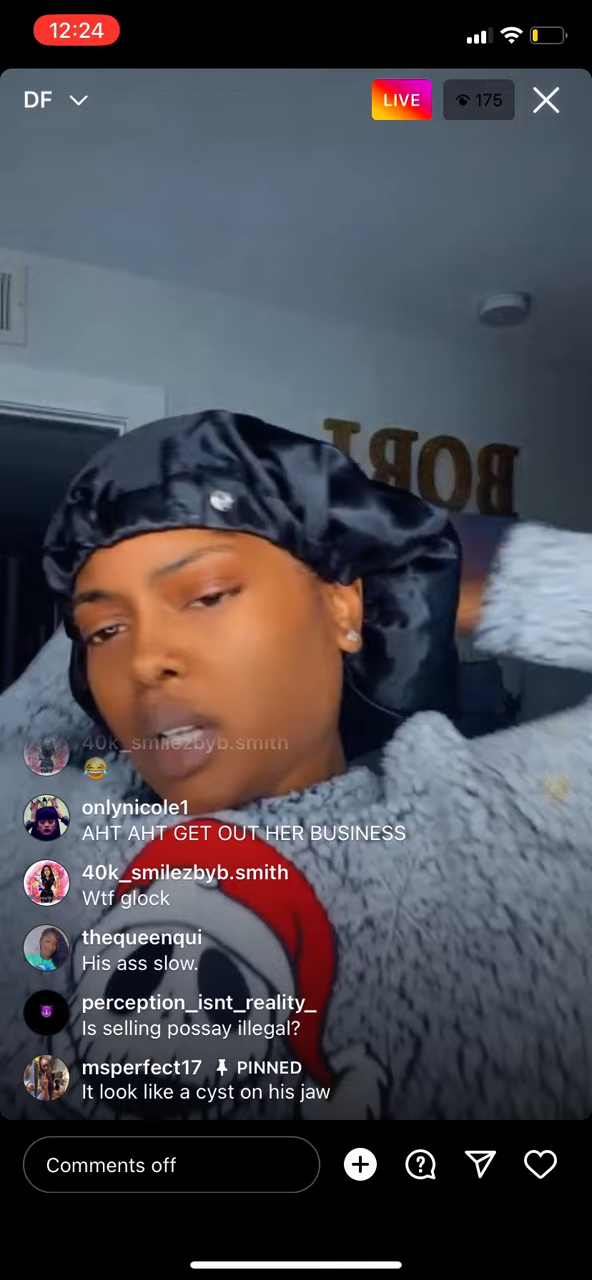 12:24
DF
LIVE
175
BORI
40k_smilezbyb.smith
😂
onlynicole1
AHT AHT GET OUT HER BUSINESS
40k_smilezbyb.smith
Wtf glock
thequeenqui
His ass slow.
perception_isnt_reality_
Is selling possay illegal?
msperfect17 PINNED
It look like a cyst on his jaw
Comments off